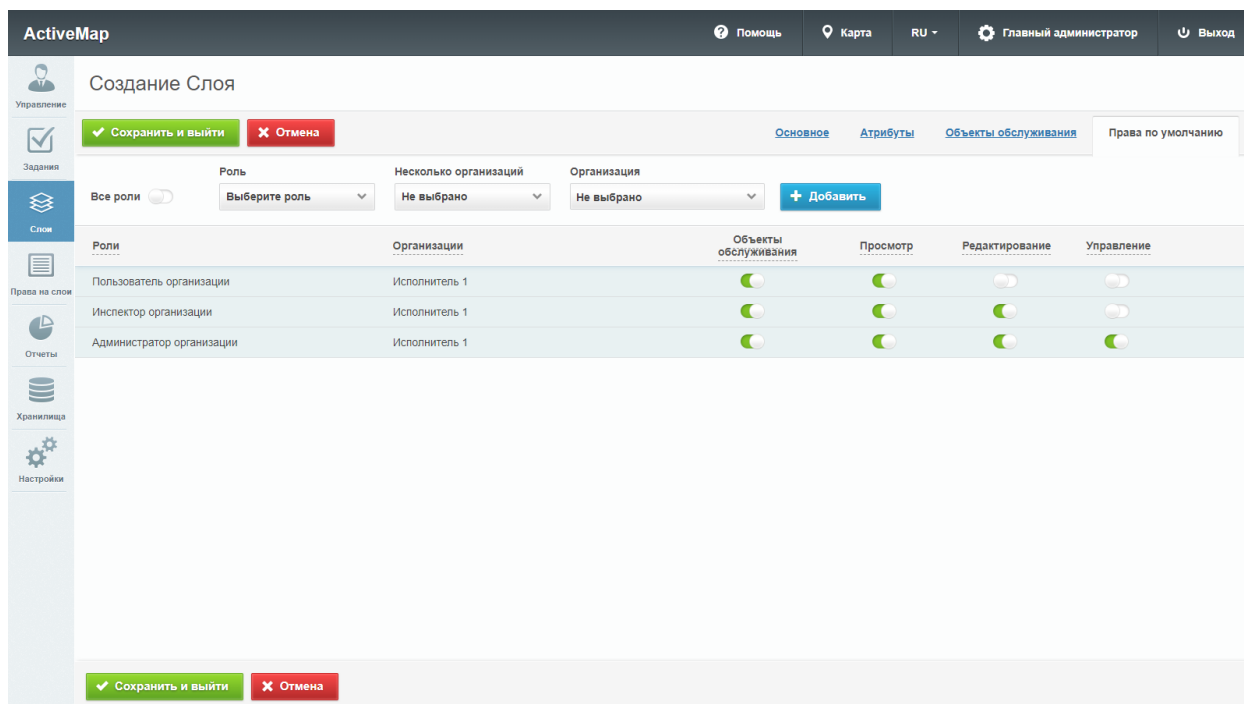 ActiveMap
Помощь
Карта
RU
Главный администратор
Выход
Управление
Задания
Слои
Права на слои
Отчеты
Хранилища
Настройки
Создание Слоя
Сохранить и выйти
Отмена
Основное
Атрибуты
Объекты обслуживания
Права по умолчанию
Роль
Несколько организаций
Организация
Все роли
Выберите роль
Не выбрано
Не выбрано
Добавить
Роли
Организации
Объекты
обслуживания
Просмотр
Редактирование
Управление
Пользователь организации
Исполнитель 1
Инспектор организации
Исполнитель 1
Администратор организации
Исполнитель 1
Сохранить и выйти
Отмена